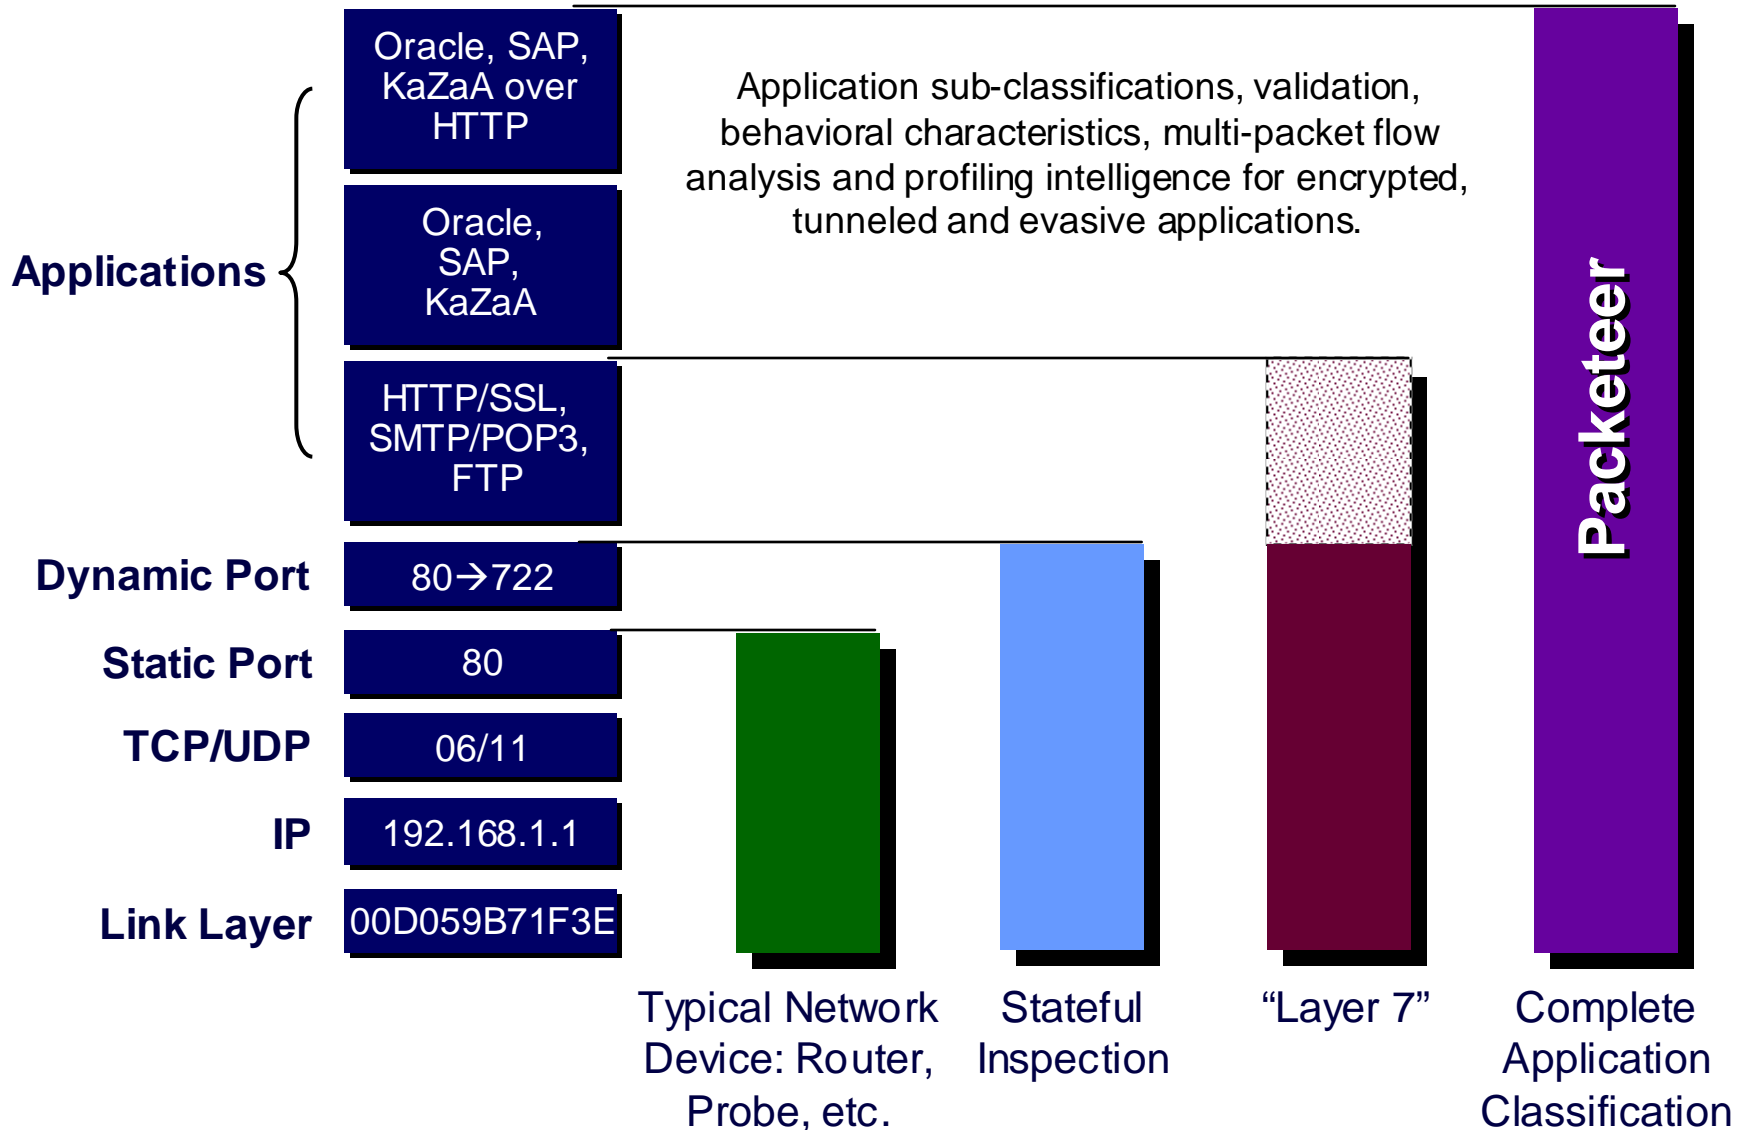 Oracle, SAP,
KaZaA over
HTTP
Application sub-classifications, validation,
behavioral characteristics, multi-packet flow
analysis and profiling intelligence for encrypted,
tunneled and evasive applications.
Applications
Oracle,
SAP,
KaZaA
HTTP/SSL,
SMTP/POP3,
FTP
Packeteer
Dynamic Port
80→722
Static Port
80
TCP/UDP
06/11
IP
192.168.1.1
Link Layer
00D059B71F3E
Typical Network
Device: Router,
Probe, etc.
Stateful
Inspection
“Layer 7”
Complete
Application
Classification